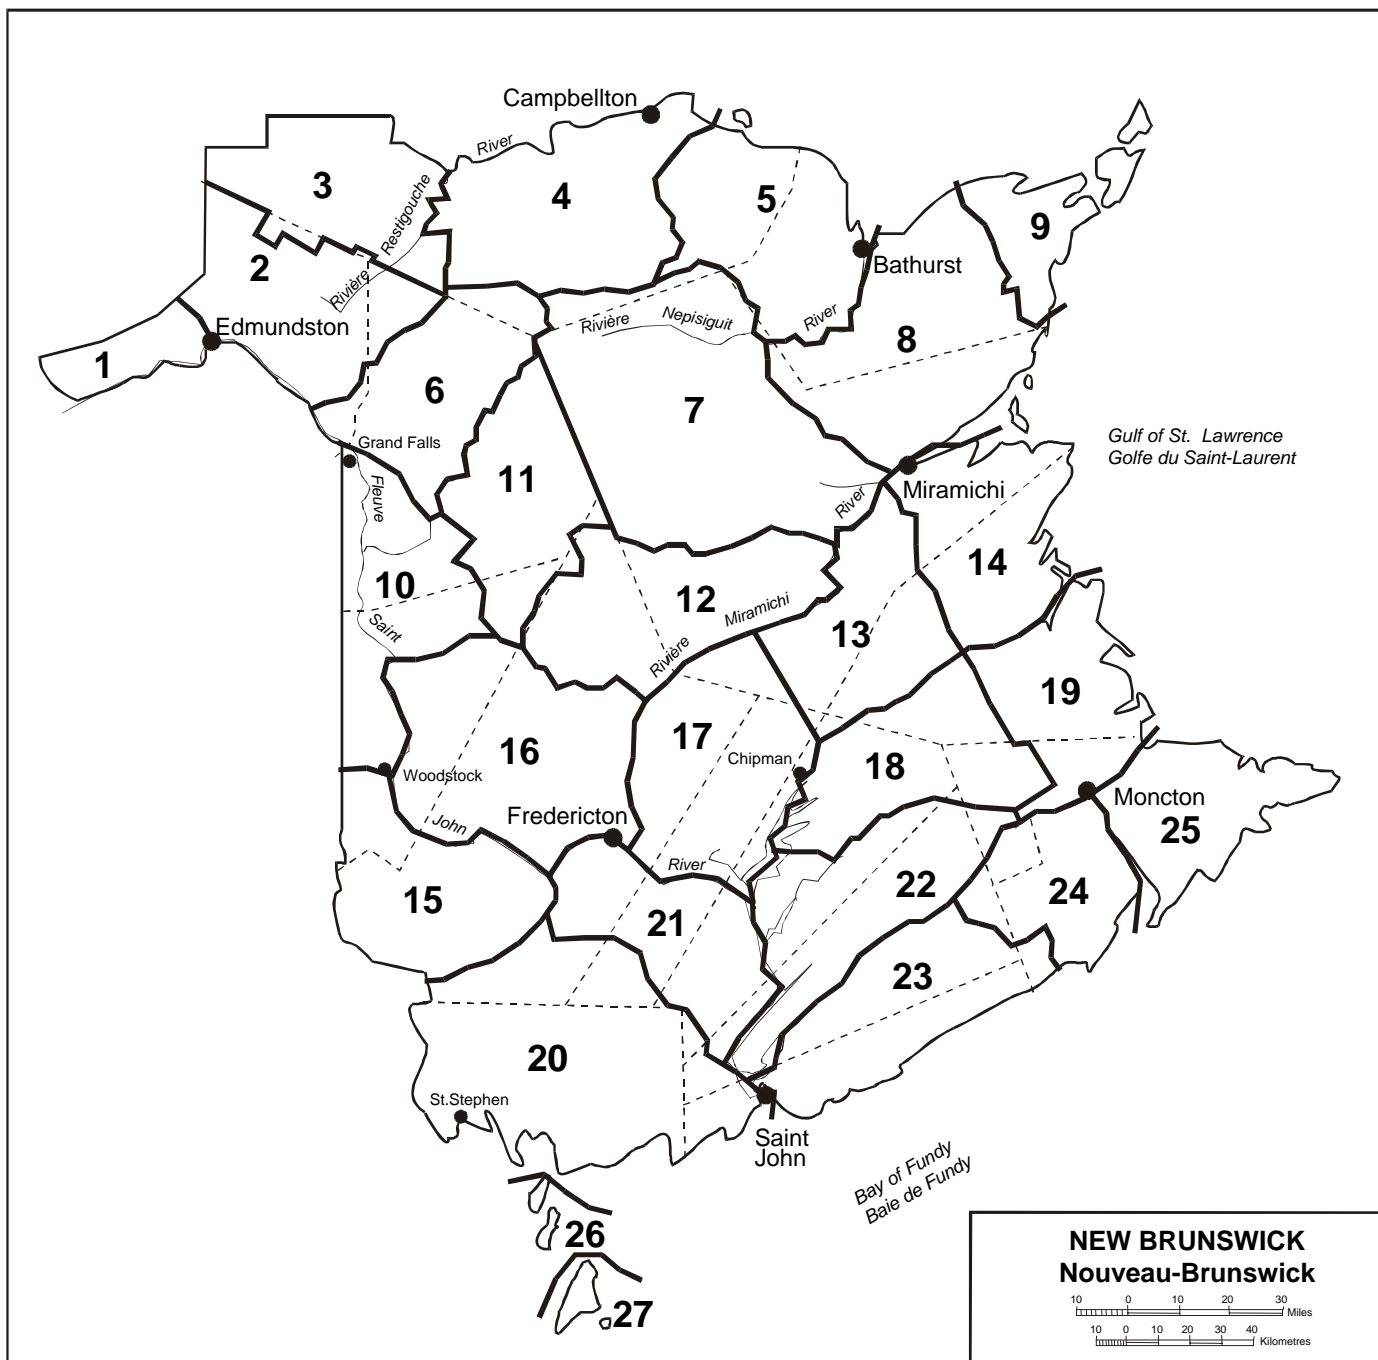 Campbellton
River
3
4
5
Restigouche
Rivière
9
2
Bathurst
Edmundston
Rivière
Nepisiguit
River
8
1
6
7
Grand Falls
Gulf of St. Lawrence
Golfe du Saint-Laurent
11
Fleuve
Miramichi
River
14
10
12
Miramichi
Saint
13
Rivière
19
17
16
Chipman
18
Woodstock
Moncton
Fredericton
John
25
River
22
15
24
21
23
20
St.Stephen
Saint
John
Bay of Fundy
Baie de Fundy
26
27
NEW BRUNSWICK
Nouveau-Brunswick
10 0 10 20 30
Miles
10 0 10 20 30 40
Kilometres